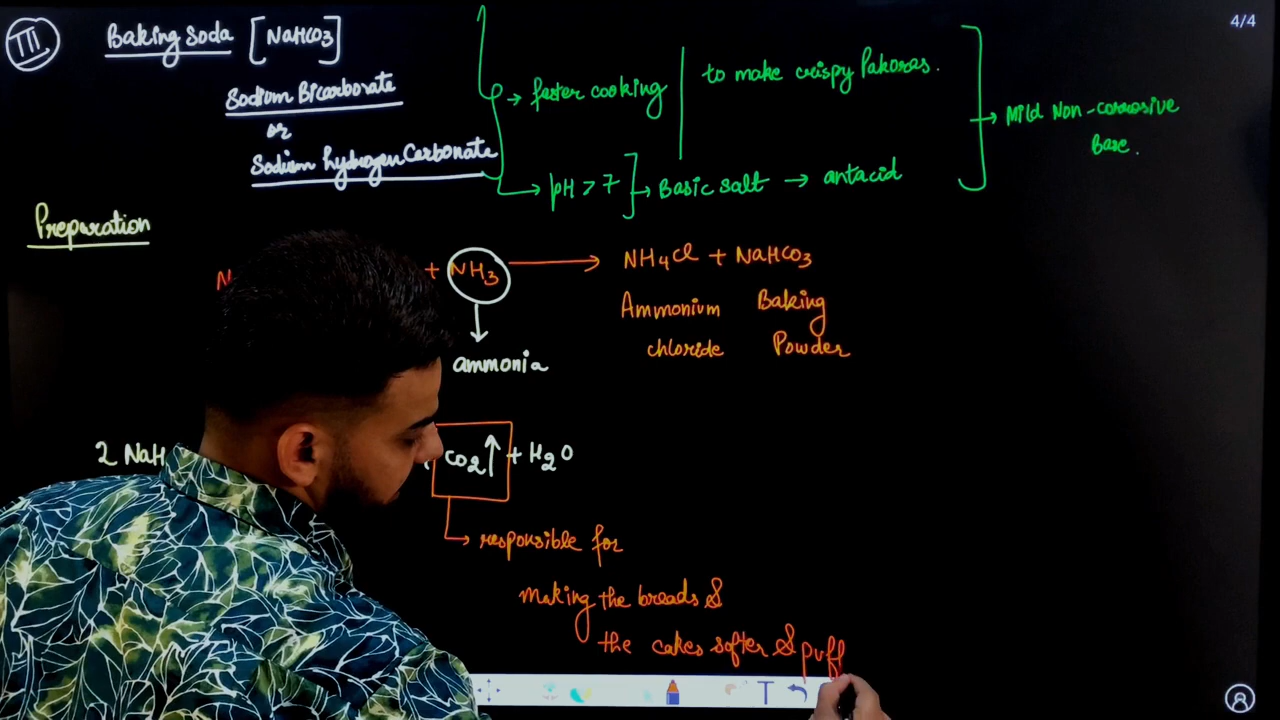 III Baking Soda [NaHCO3]
Sodium Bicarbonate
or
Sodium hydrogen Carbonate
→ faster cooking | to make crispy Pakoras.
→ pH > 7 ] → Basic salt → antacid
→ Mild Non-corrosive
Base.
4/4
Preparation
+ NH3 → NH4Cl + NaHCO3
ammonia
Ammonium
chloride
Baking
Powder
2 NaH
CO2 ↑ + H2O
→ responsible for
making the breads &
the cakes softer & puff
T